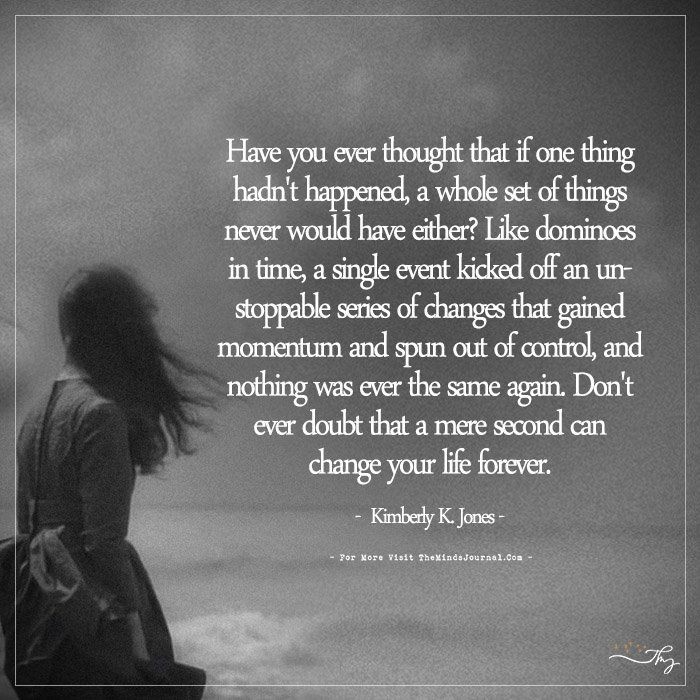 Have you ever thought that if one thing
hadn't happened, a whole set of things
never would have either? Like dominoes
in time, a single event kicked off an un-
stoppable series of changes that gained
momentum and spun out of control, and
nothing was ever the same again. Don't
ever doubt that a mere second can
change your life forever.
- Kimberly K. Jones -
- For More Visit TheMindsJournal.Com -